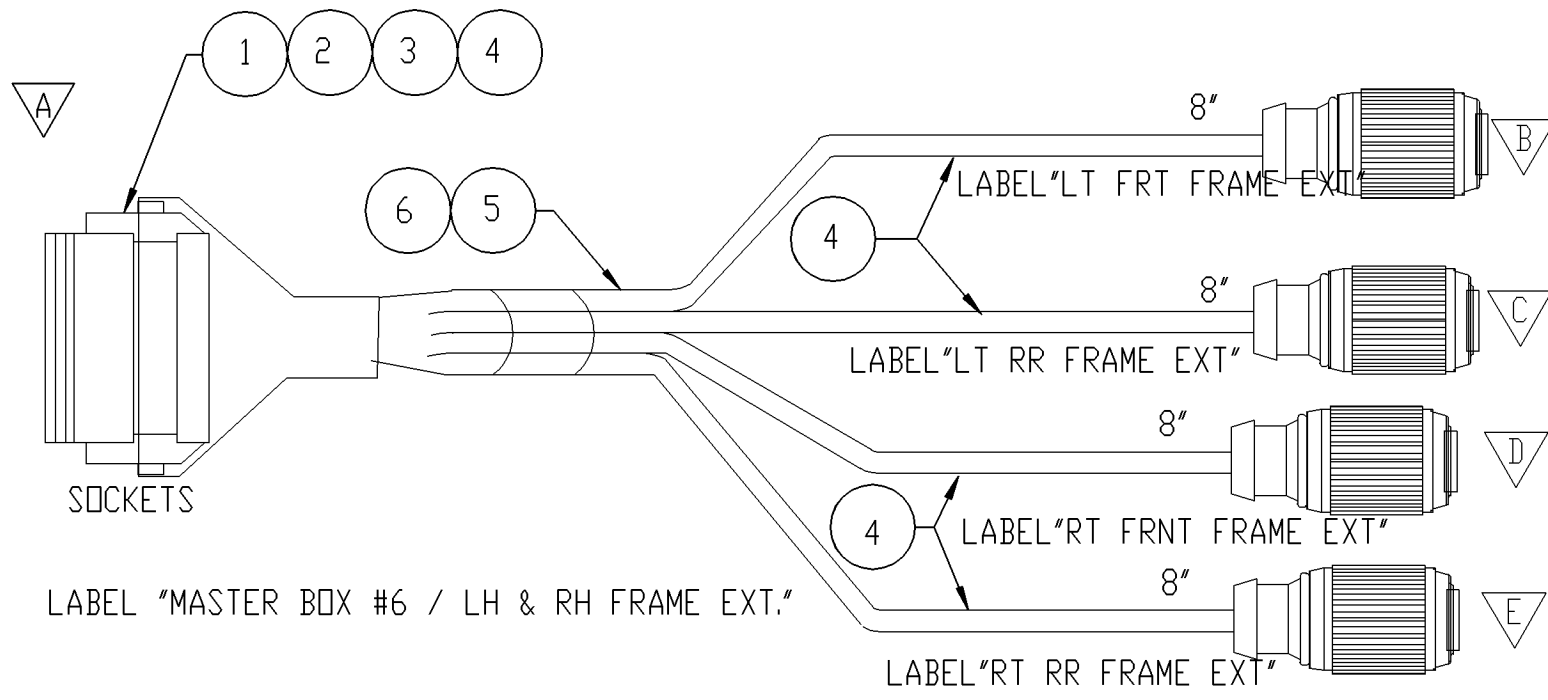 1 2 3 4
A
8"
B
LABEL"LT FRT FRAME EXT"
6 5
4
8"
C
LABEL"LT RR FRAME EXT"
8"
D
SOCKETS
4
LABEL"RT FRNT FRAME EXT"
8"
LABEL "MASTER BOX #6 / LH & RH FRAME EXT."
E
LABEL"RT RR FRAME EXT"